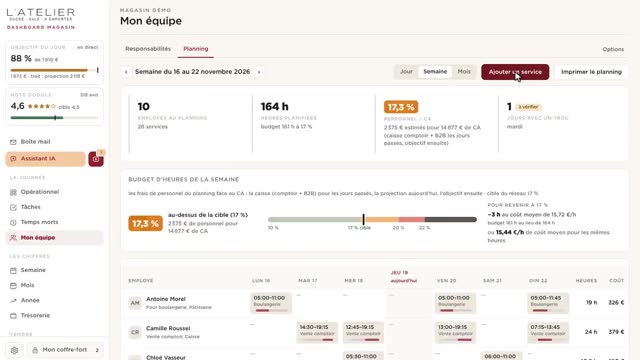 L'ATELIER
SUCRÉ · SALÉ · À EMPORTER
DASHBOARD MAGASIN
OBJECTIF DU JOUR
en direct
88 % de 1 910 €
1 675 € · trait : projection 2 118 €
NOTE GOOGLE
318 avis
4,6 ★★★★☆ cible 4,5
Boîte mail
Assistant IA
LA JOURNÉE
Opérationnel
Tâches
Temps morts
Mon équipe
LES CHIFFRES
Semaine
Mois
Année
Trésorerie
VENDRE
Mon coffre-fort 2
MAGASIN DÉMO
Mon équipe
Responsabilités
Planning
Options
Semaine du 16 au 22 novembre 2026
Jour
Semaine
Mois
Ajouter un service
Imprimer le planning
10
EMPLOYÉS AU PLANNING
28 services
164 h
HEURES PLANIFIÉES
budget 161 h à 17 %
17,3 %
PERSONNEL / CA
2 575 € estimés pour 14 877 € de CA
(caisse (comptoir + B2B) les jours
passés, objectif ensuite)
1 à vérifier
JOURS AVEC UN TROU
mardi
BUDGET D'HEURES DE LA SEMAINE
les frais de personnel du planning face au CA : la caisse (comptoir + B2B) pour les jours passés, la projection aujourd'hui, l'objectif ensuite · cible du réseau 17 %
17,3 %
au-dessus de la cible (17 %)
2 575 € de personnel pour
14 877 € de CA
10 %
17 % cible
20 %
22 %
POUR REVENIR À 17 %
−3 h au coût moyen de 15,72 €/h
budget 161 h au lieu de 164 h
ou 15,44 €/h de coût moyen pour les mêmes
heures
EMPLOYÉ
LUN 16
MAR 17
MER 18
JEU 19
aujourd'hui
VEN 20
SAM 21
DIM 22
HEURES
COÛT
AM
Antoine Morel
Four boulangerie, Pâtisserie
05:00–11:00
Boulangerie
05:00–11:00
Boulangerie
05:00–11:45
Boulangerie
19 h
326 €
CR
Camille Roussel
Vente comptoir, Caisse
14:30–19:15
Vente comptoir
12:45–19:15
Vente comptoir
13:00–19:15
Vente comptoir
07:15–13:45
Vente comptoir
24 h
379 €
Chloé Vasseur
05:30–11:00
06:00–11:00